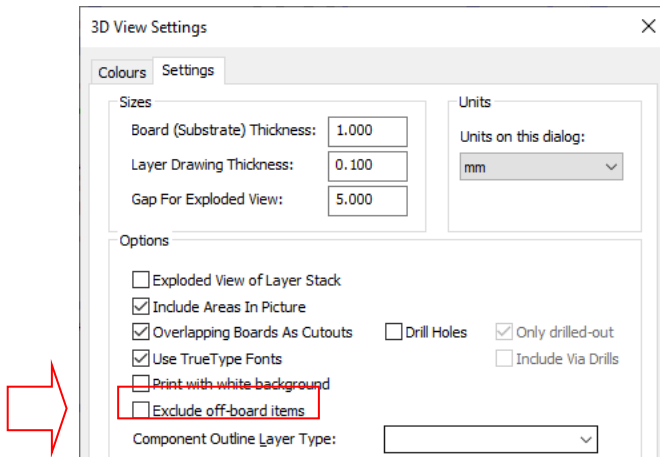 3D View Settings
Colours Settings
Sizes
Board (Substrate) Thickness: 1.000
Layer Drawing Thickness: 0.100
Gap For Exploded View: 5.000
Units
Units on this dialog:
mm
Options
Exploded View of Layer Stack
Include Areas In Picture
Overlapping Boards As Cutouts Drill Holes Only drilled-out
Use TrueType Fonts Include Via Drills
Print with white background
Exclude off-board items
Component Outline Layer Type: